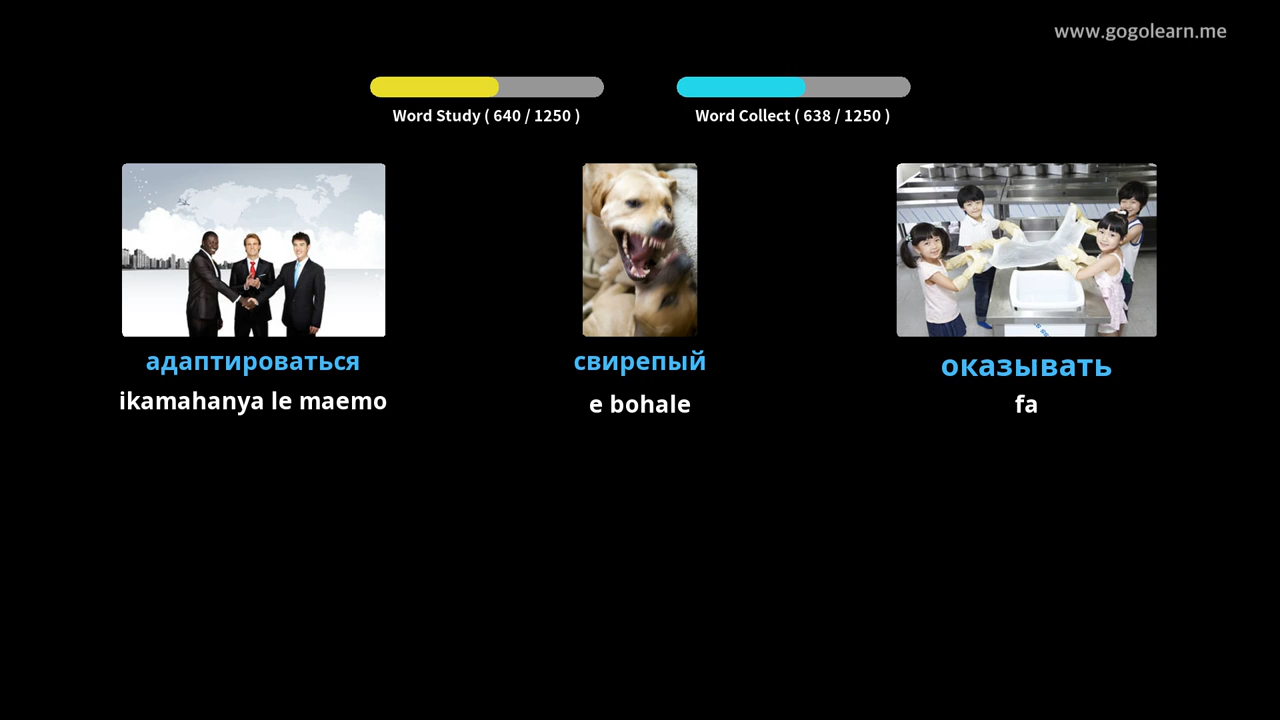 www.gogolearn.me
Word Study ( 640 / 1250 )
Word Collect ( 638 / 1250 )
адаптироваться
ikamahanya le maemo
свирепый
e bohale
оказывать
fa